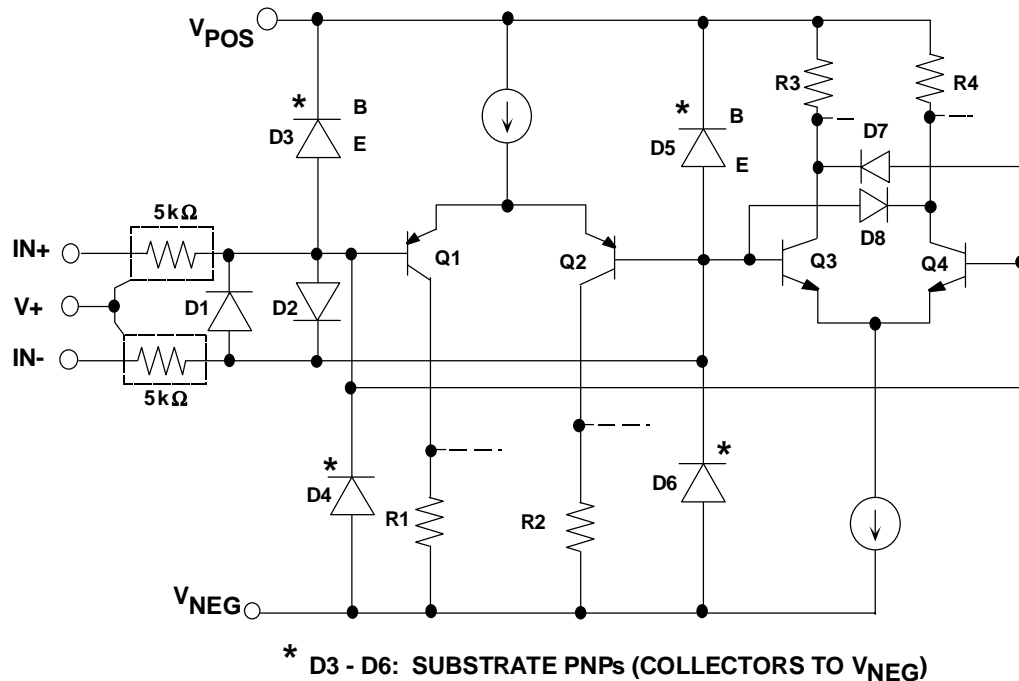 VPOS
* B
D3 E
* B
D5 E
R3
R4
D7
D8
5kΩ
IN+
V+
IN-
5kΩ
D1
D2
Q1
Q2
Q3
Q4
*
D4
R1
R2
*
D6
VNEG
* D3 - D6: SUBSTRATE PNPs (COLLECTORS TO VNEG)